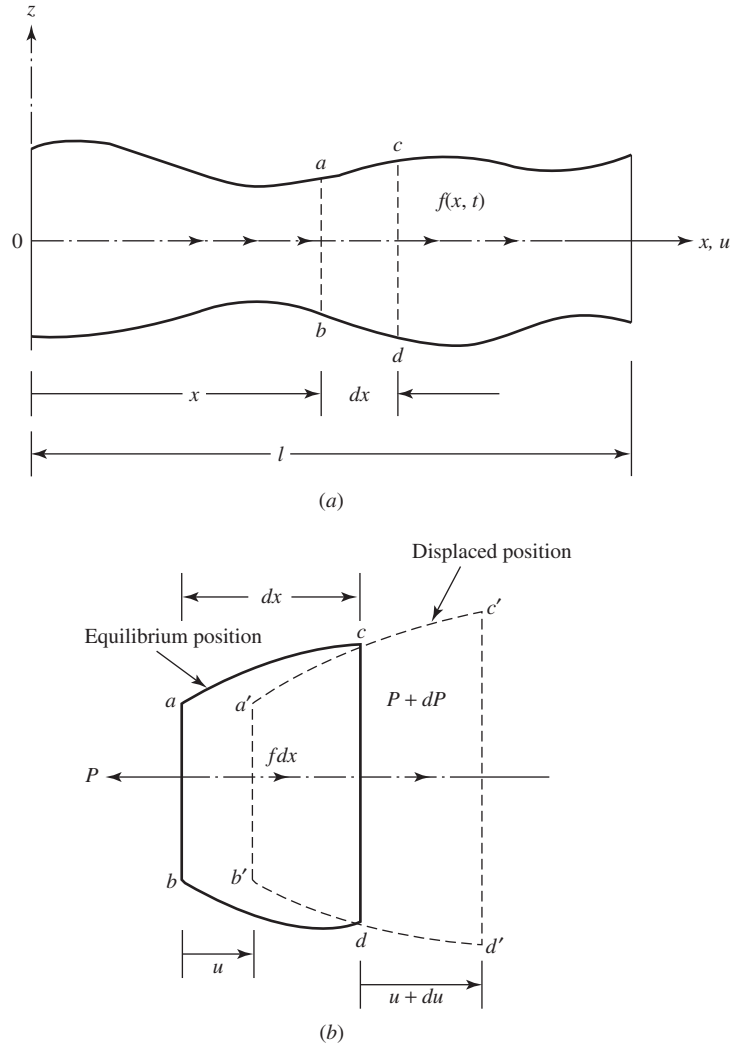 z
a
c
f(x, t)
0
x, u
b
d
x
dx
l
(a)
Displaced position
dx
Equilibrium position
c
c′
a
a′
P + dP
f dx
P
b
b′
d
d′
u
u + du
(b)